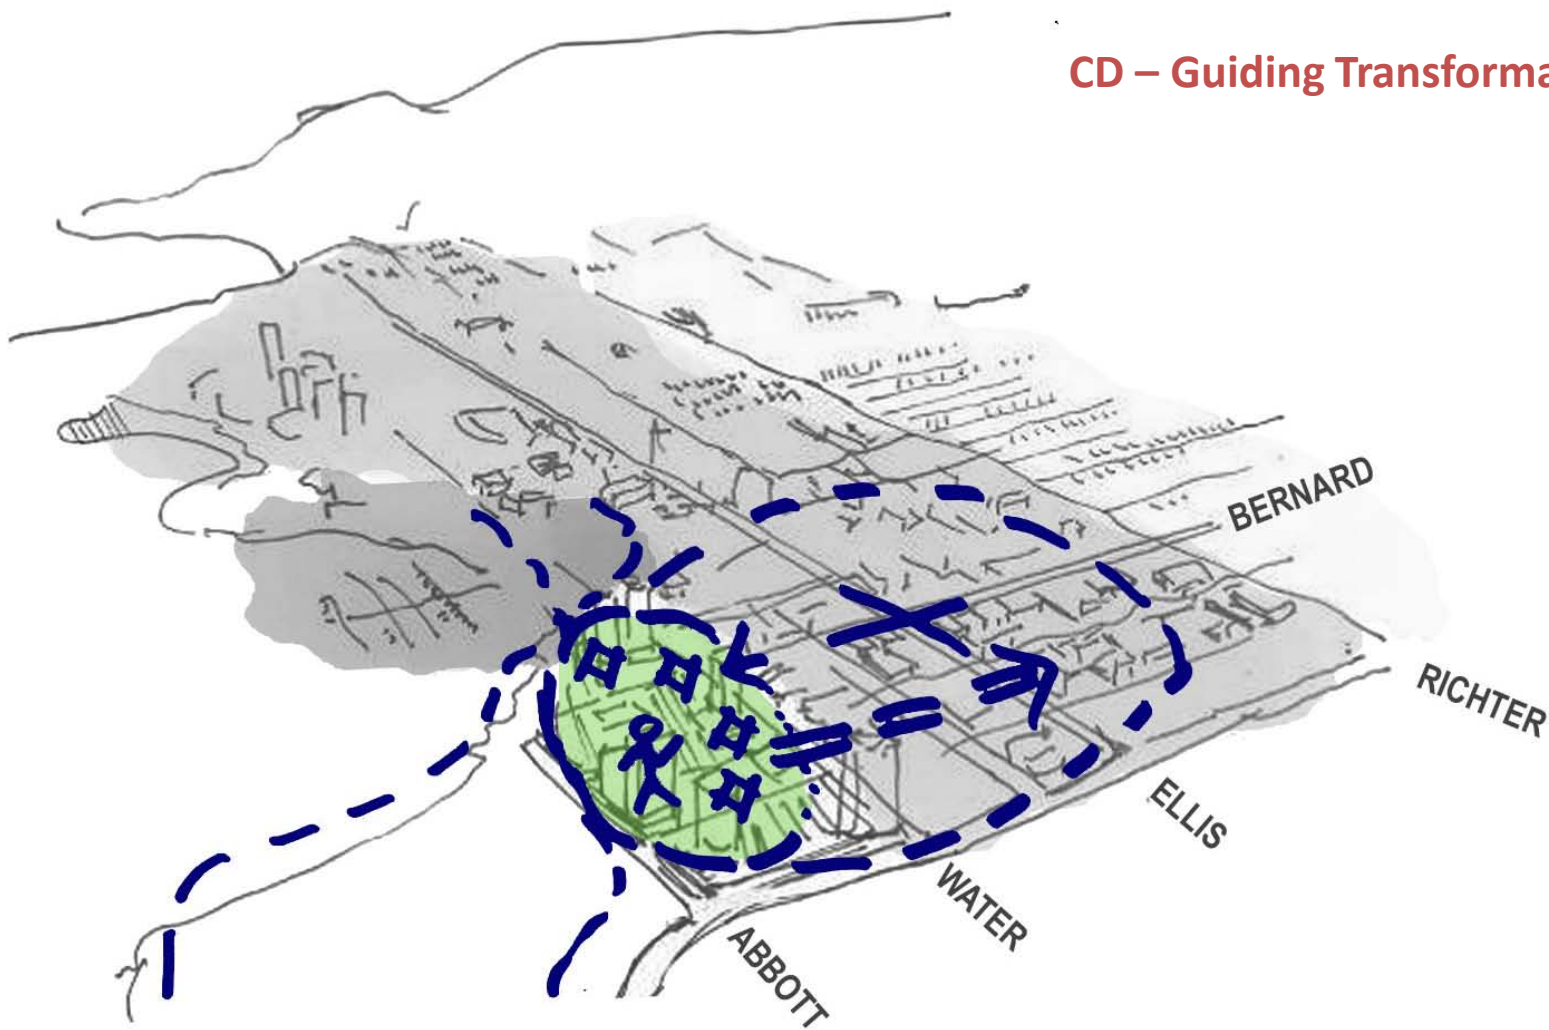 CD – Guiding Transforma
BERNARD
RICHTER
ELLIS
WATER
ABBOTT